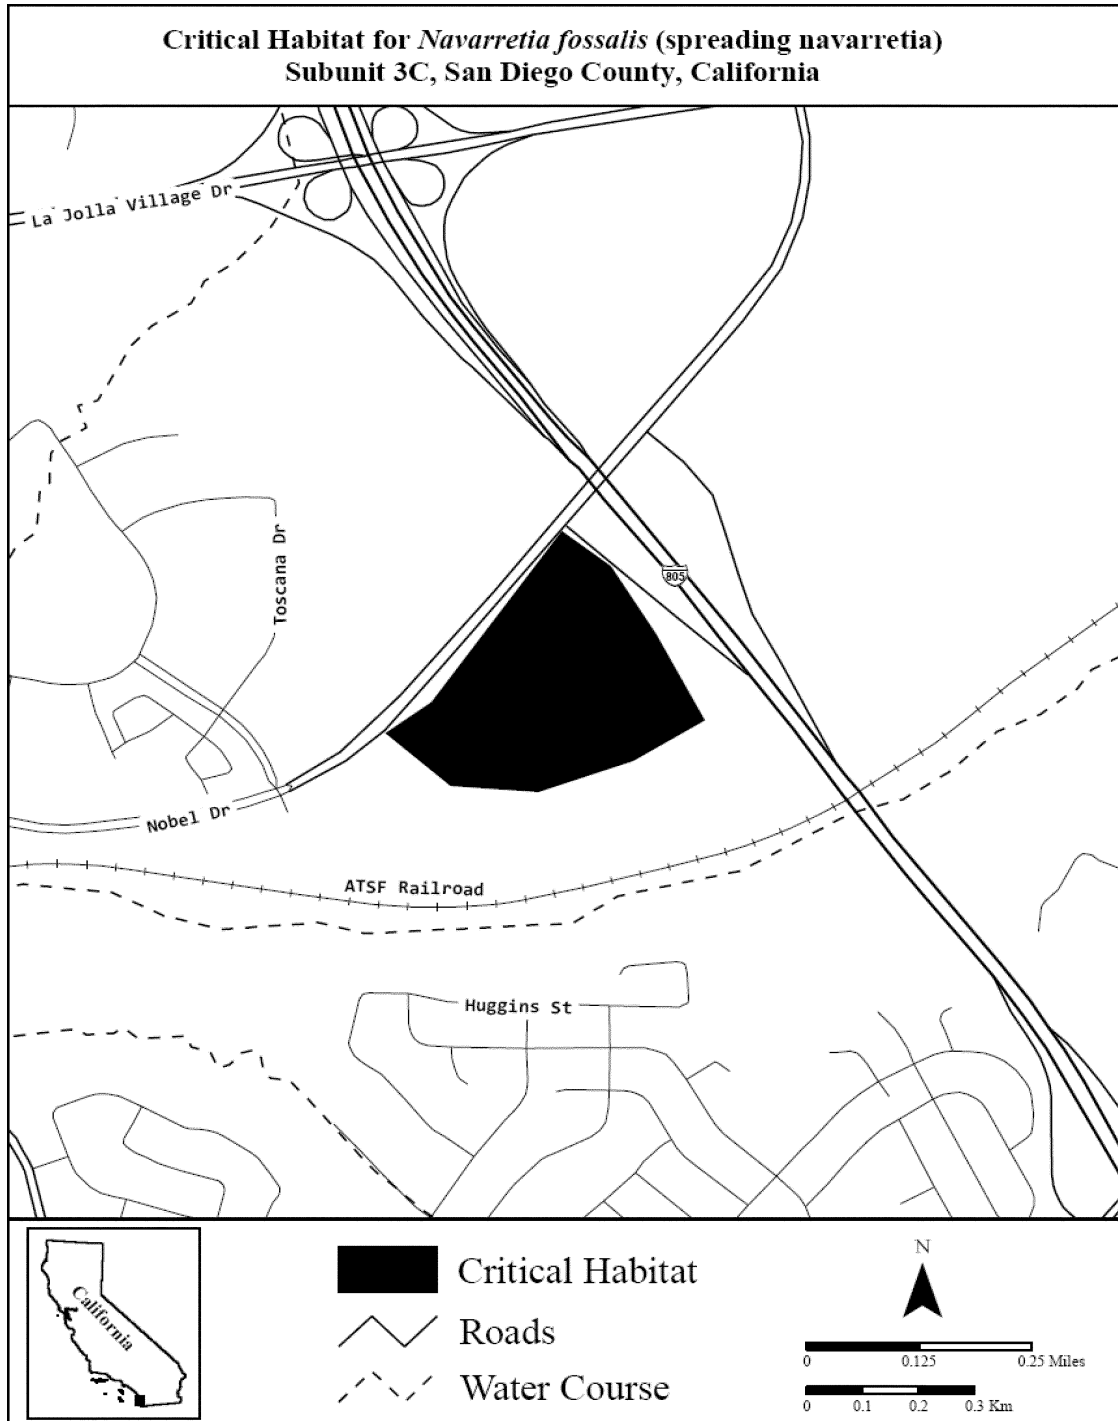 Critical Habitat for Navarretia fossalis (spreading navarretia)
Subunit 3C, San Diego County, California
La Jolla Village Dr
Toscana Dr
805
Nobel Dr
ATSF Railroad
Huggins St
California
Critical Habitat
Roads
Water Course
N
0 0.125 0.25 Miles
0 0.1 0.2 0.3 Km